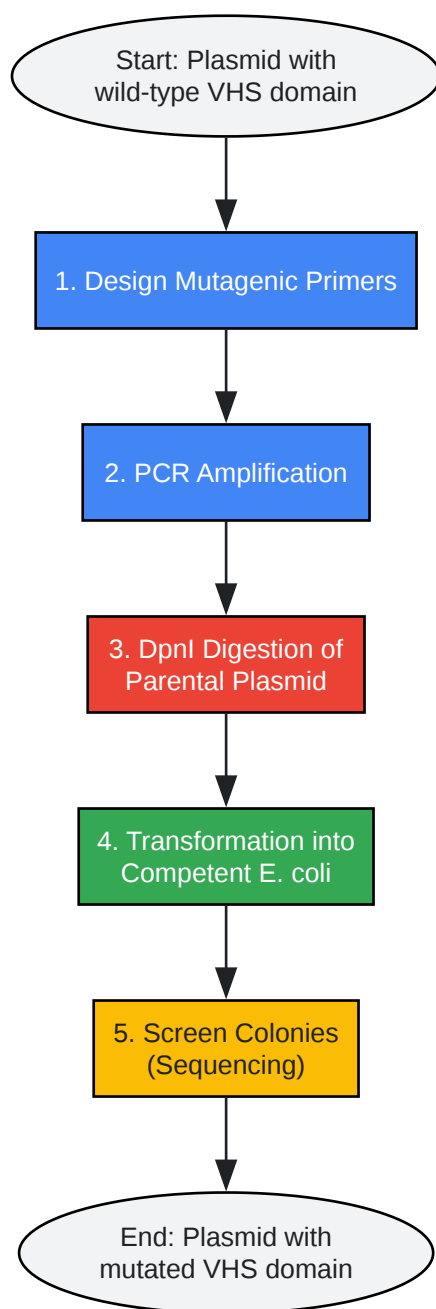 Start: Plasmid with
wild-type VHS domain
1. Design Mutagenic Primers
2. PCR Amplification
3. DpnI Digestion of
Parental Plasmid
4. Transformation into
Competent E. coli
5. Screen Colonies
(Sequencing)
End: Plasmid with
mutated VHS domain